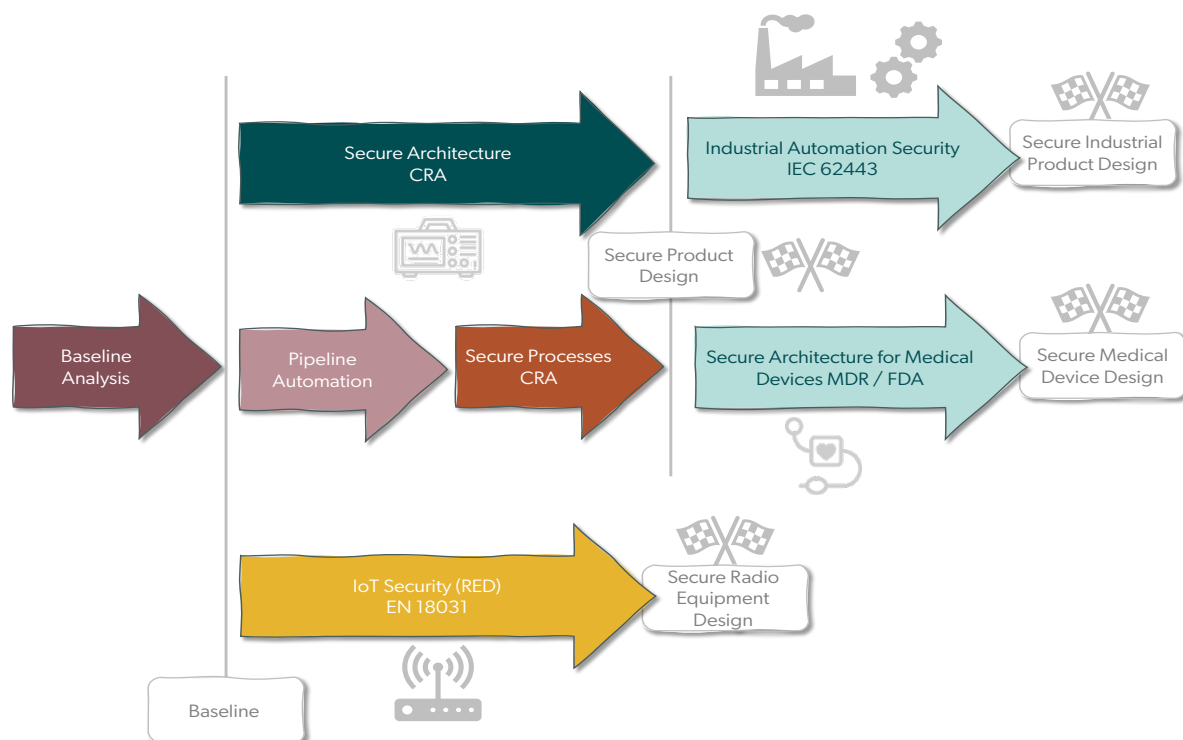 Secure Architecture
CRA
Industrial Automation Security
IEC 62443
Secure Industrial
Product Design
Secure Product
Design
Baseline
Analysis
Pipeline
Automation
Secure Processes
CRA
Secure Architecture for Medical
Devices MDR / FDA
Secure Medical
Device Design
IoT Security (RED)
EN 18031
Secure Radio
Equipment
Design
Baseline